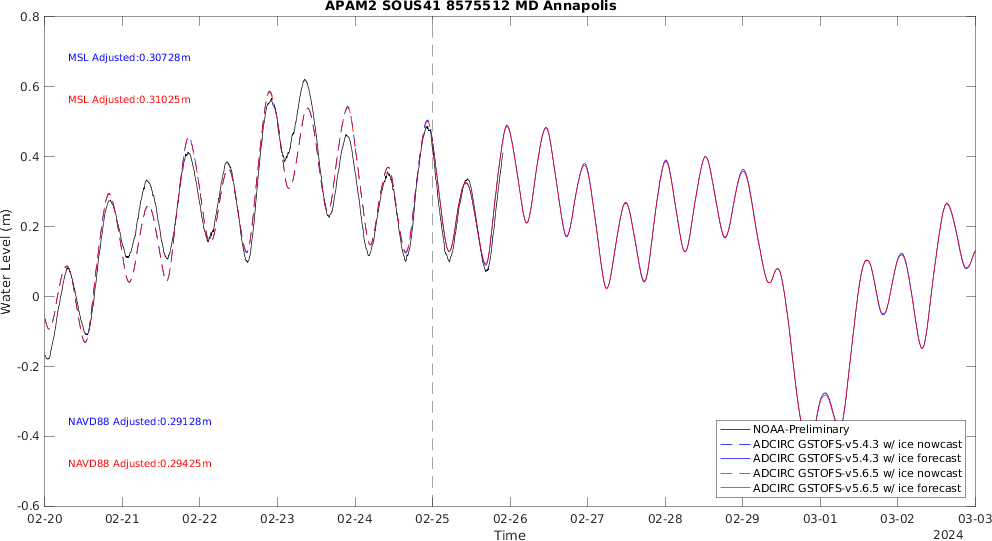 APAM2 SOUS41 8575512 MD Annapolis
0.8
0.6
0.4
0.2
0
-0.2
-0.4
-0.6
Water Level (m)
MSL Adjusted:0.30728m
MSL Adjusted:0.31025m
NAVD88 Adjusted:0.29128m
NAVD88 Adjusted:0.29425m
NOAA-Preliminary
ADCIRC GSTOFS-v5.4.3 w/ ice nowcast
ADCIRC GSTOFS-v5.4.3 w/ ice forecast
ADCIRC GSTOFS-v5.6.5 w/ ice nowcast
ADCIRC GSTOFS-v5.6.5 w/ ice forecast
02-20 02-21 02-22 02-23 02-24 02-25 02-26 02-27 02-28 02-29 03-01 03-02 03-03
Time
2024